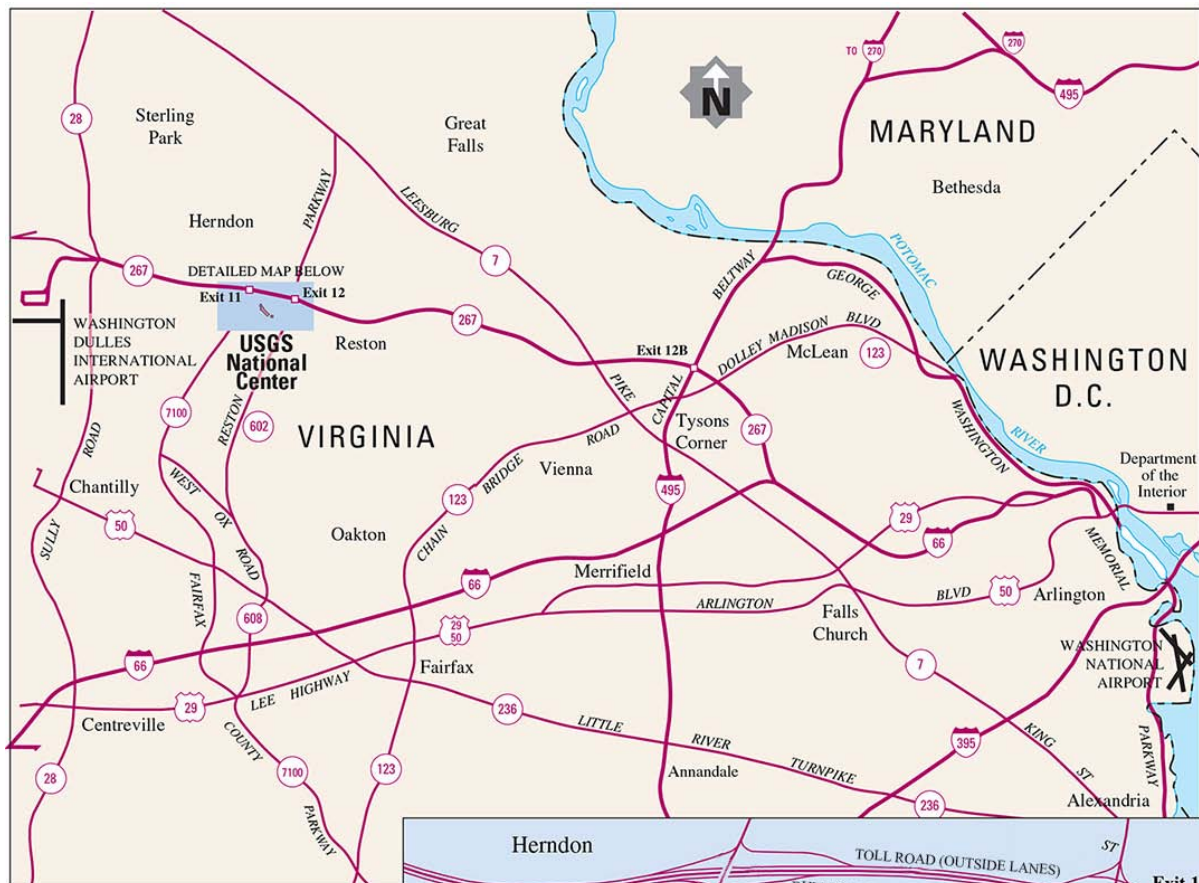 TO
270
270
495
28
Sterling
Park
Great
Falls
N
MARYLAND
Bethesda
PARKWAY
LEESBURG
7
Herndon
POTOMAC
267
DETAILED MAP BELOW
Exit 11
Exit 12
BELTWAY
GEORGE
WASHINGTON
DULLES
INTERNATIONAL
AIRPORT
USGS
National
Center
Reston
267
Exit 12B
DOLLEY MADISON
BLVD
McLean
123
WASHINGTON
D.C.
PIKE
CAPITAL
7100
RESTON
602
VIRGINIA
ROAD
Tysons
Corner
267
WASHINGTON
RIVER
ROAD
Chantilly
WEST
OX
ROAD
Vienna
BRIDGE
123
495
Department
of the
Interior
50
SULLY
Oakton
CHAIN
29
66
MEMORIAL
FAIRFAX
66
Merrifield
608
29
50
ARLINGTON
BLVD
50
Arlington
Falls
Church
66
Fairfax
7
WASHINGTON
NATIONAL
AIRPORT
Centreville
29
LEE HIGHWAY
236
LITTLE
RIVER
TURNPIKE
COUNTY
395
KING
ST
PARKWAY
28
7100
123
Annandale
236
Alexandria
PARKWAY
Herndon
TOLL ROAD (OUTSIDE LANES)
ST